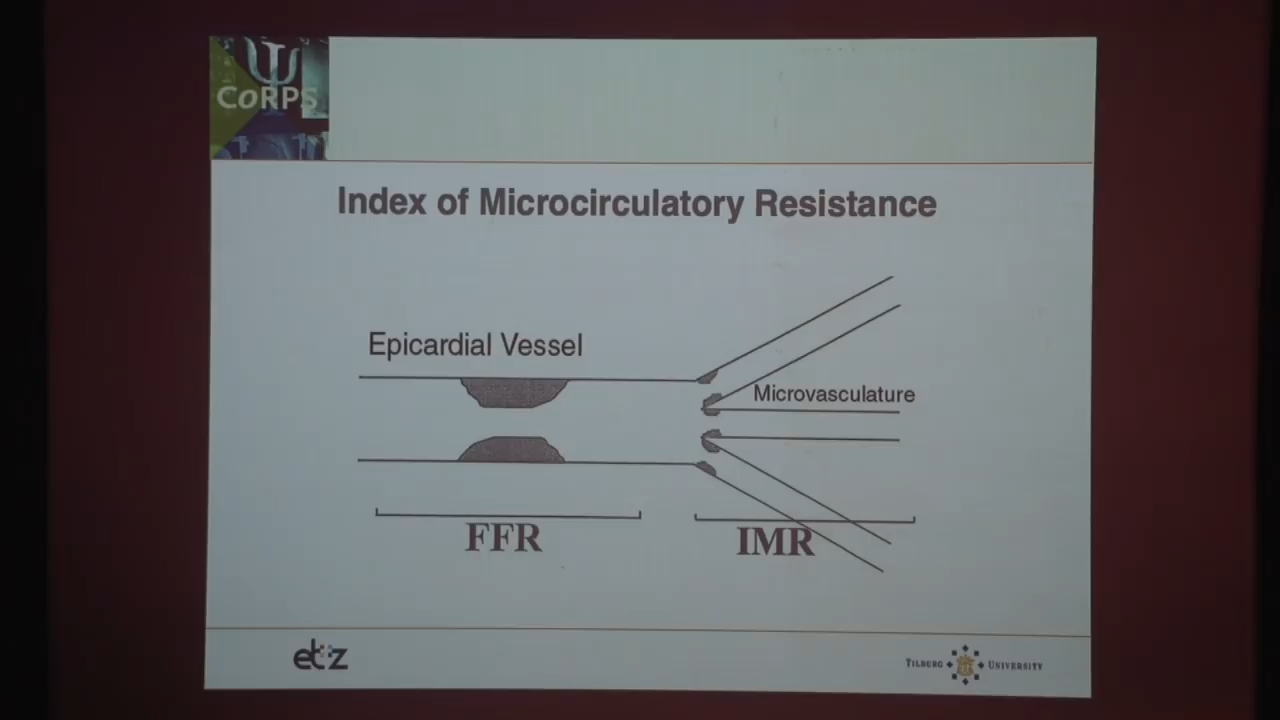 CoRPS
Index of Microcirculatory Resistance
Epicardial Vessel
Microvasculature
FFR
IMR
etz
TILBURG UNIVERSITY